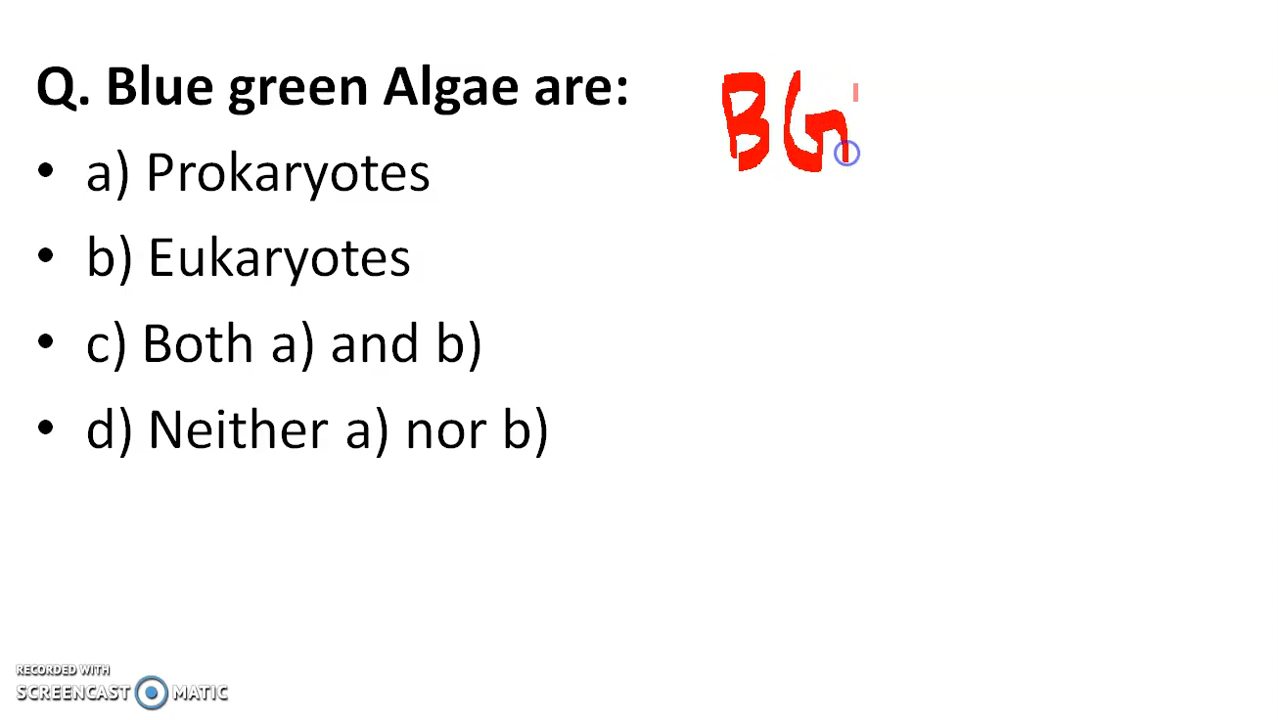 Q. Blue green Algae are:
BG
• a) Prokaryotes
• b) Eukaryotes
• c) Both a) and b)
• d) Neither a) nor b)
RECORDED WITH
SCREENCAST MATIC